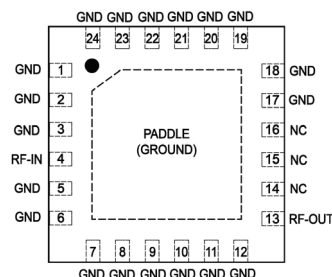 GND GND GND GND GND GND
24 23 22 21 20 19
GND 1 18 GND
GND 2 17 GND
GND 3 16 NC
PADDLE
(GROUND)
RF-IN 4 15 NC
GND 5 14 NC
GND 6 13 RF-OUT
7 8 9 10 11 12
GND GND GND GND GND GND